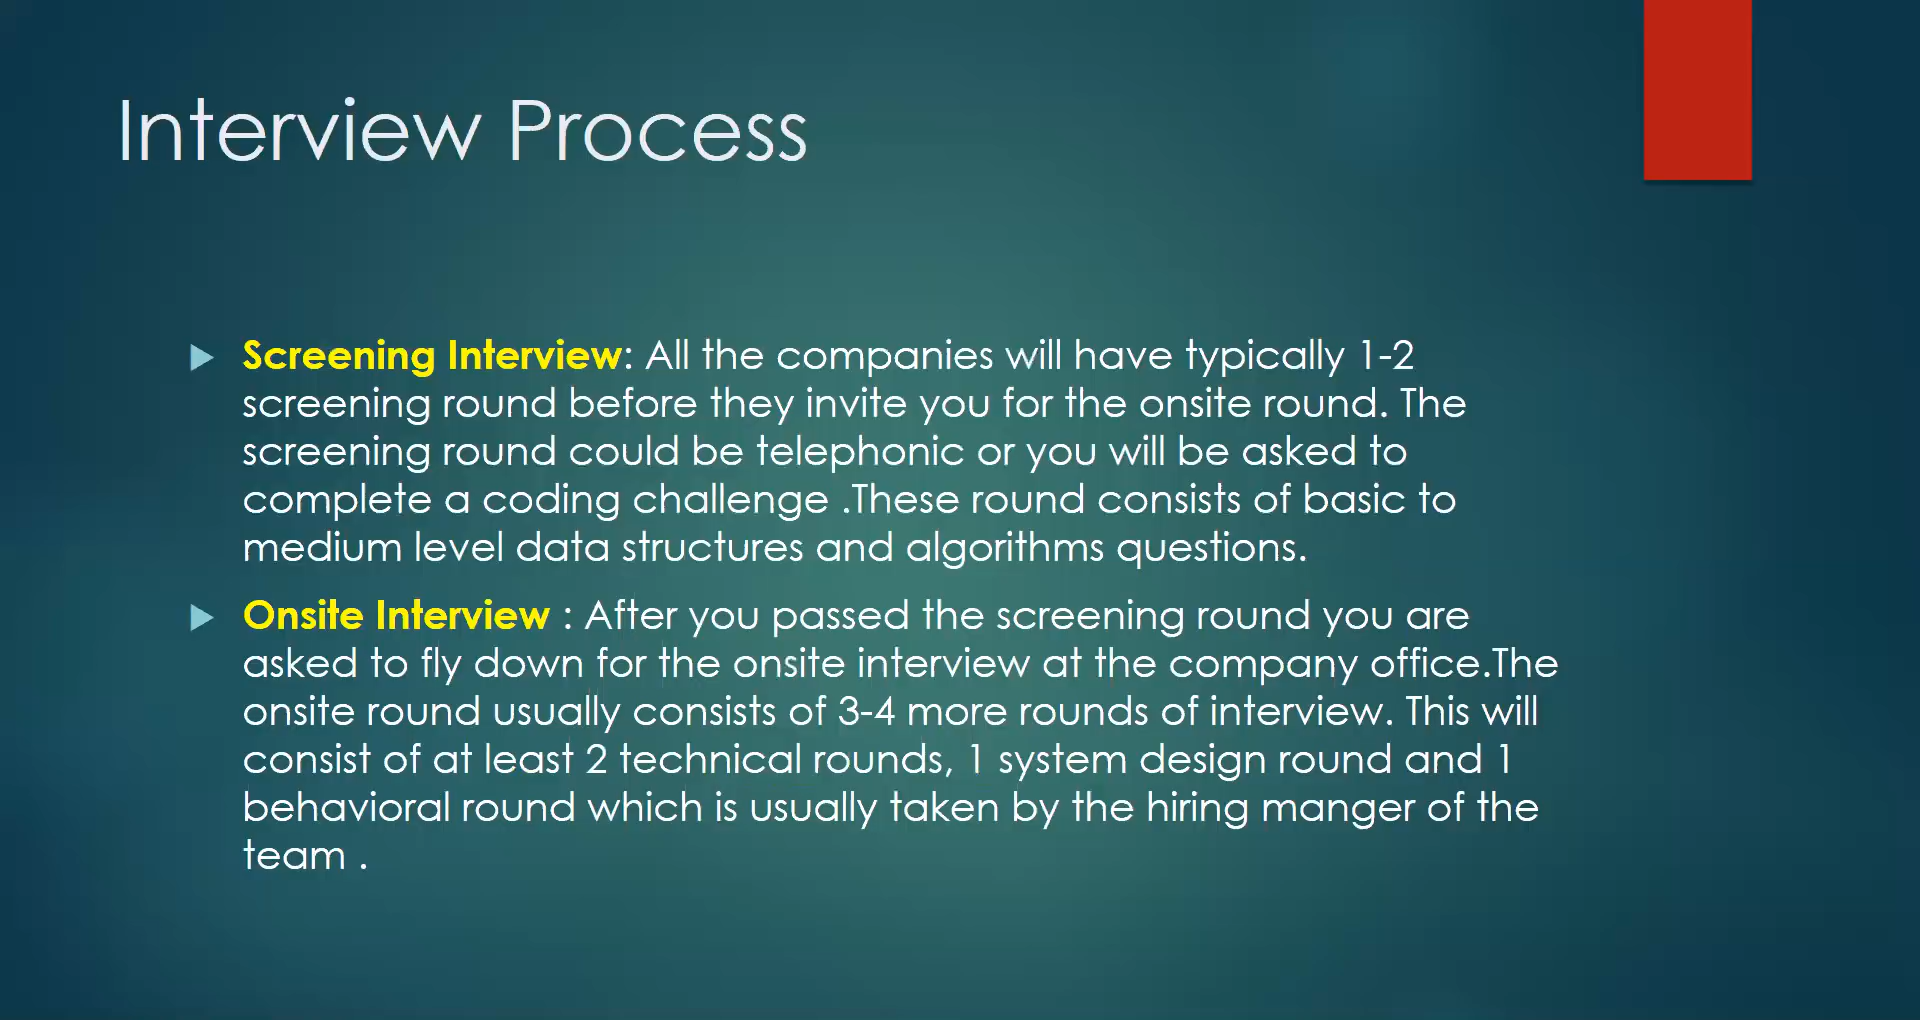 Interview Process
Screening Interview: All the companies will have typically 1-2
screening round before they invite you for the onsite round. The
screening round could be telephonic or you will be asked to
complete a coding challenge .These round consists of basic to
medium level data structures and algorithms questions.
Onsite Interview : After you passed the screening round you are
asked to fly down for the onsite interview at the company office.The
onsite round usually consists of 3-4 more rounds of interview. This will
consist of at least 2 technical rounds, 1 system design round and 1
behavioral round which is usually taken by the hiring manger of the
team .